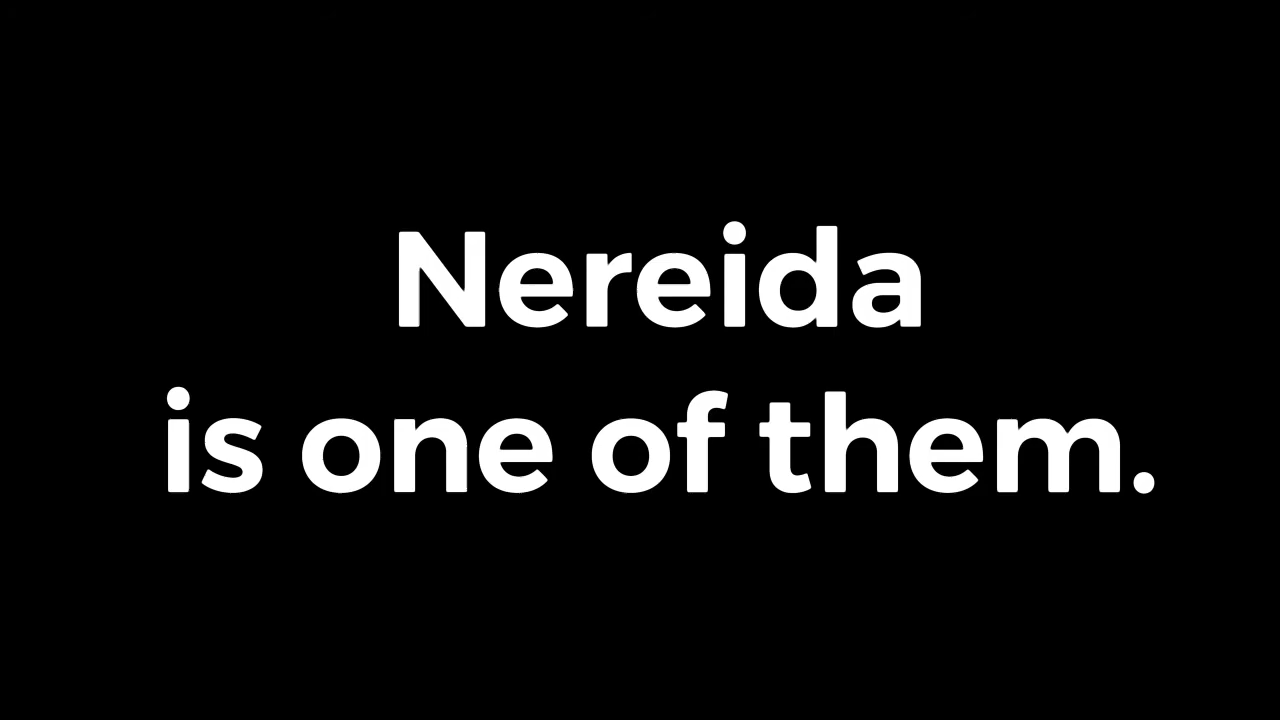 Nereida
is one of them.